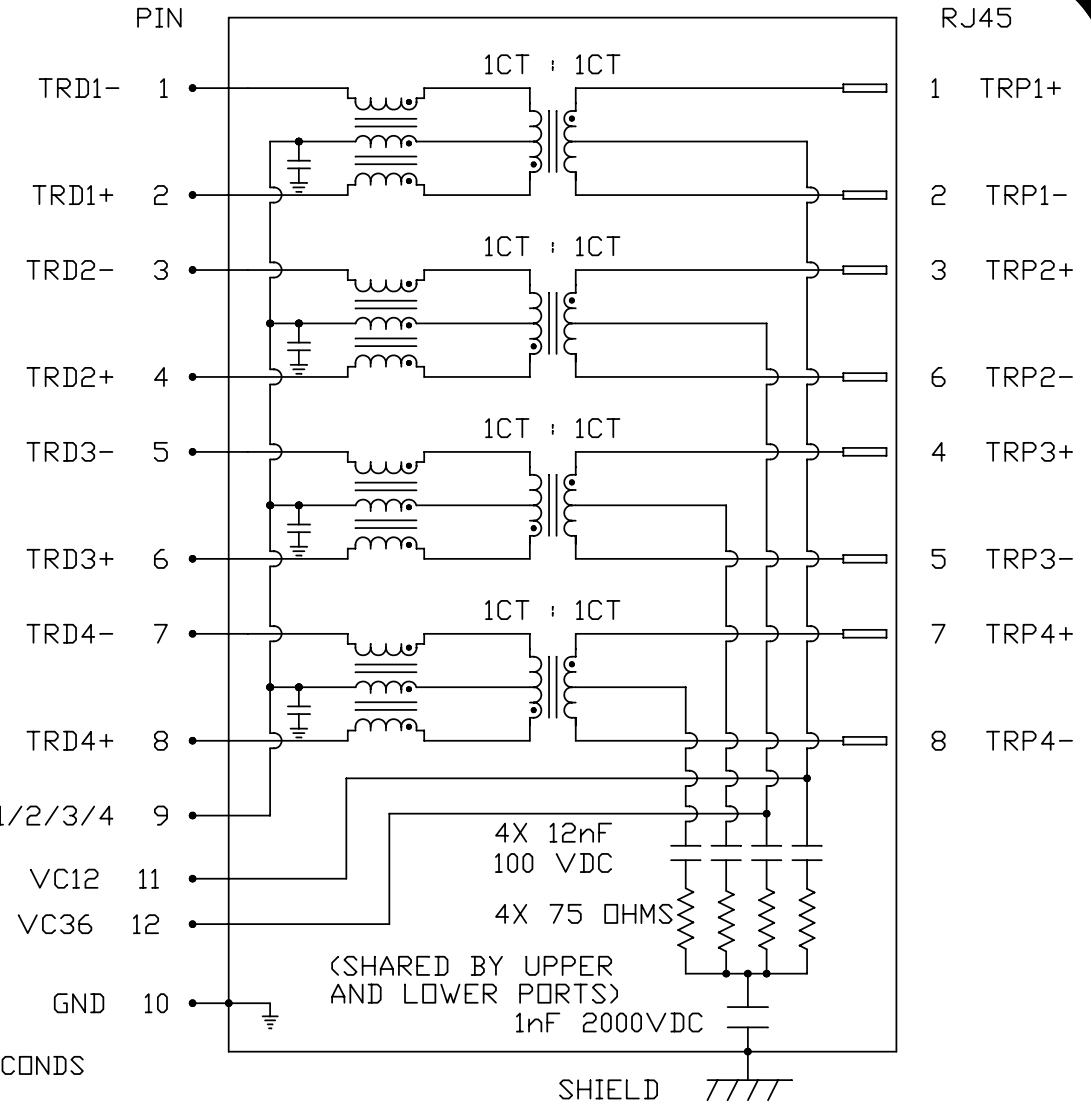 PIN RJ45
1CT : 1CT
TRD1- 1 1 TRP1+
TRD1+ 2 2 TRP1-
1CT : 1CT
TRD2- 3 3 TRP2+
TRD2+ 4 6 TRP2-
1CT : 1CT
TRD3- 5 4 TRP3+
TRD3+ 6 5 TRP3-
1CT : 1CT
TRD4- 7 7 TRP4+
TRD4+ 8 8 TRP4-
1/2/3/4 9
4X 12nF
100 VDC
VC12 11
4X 75 OHMS
VC36 12
(SHARED BY UPPER
AND LOWER PORTS)
GND 10
1nF 2000VDC
CONDS
SHIELD